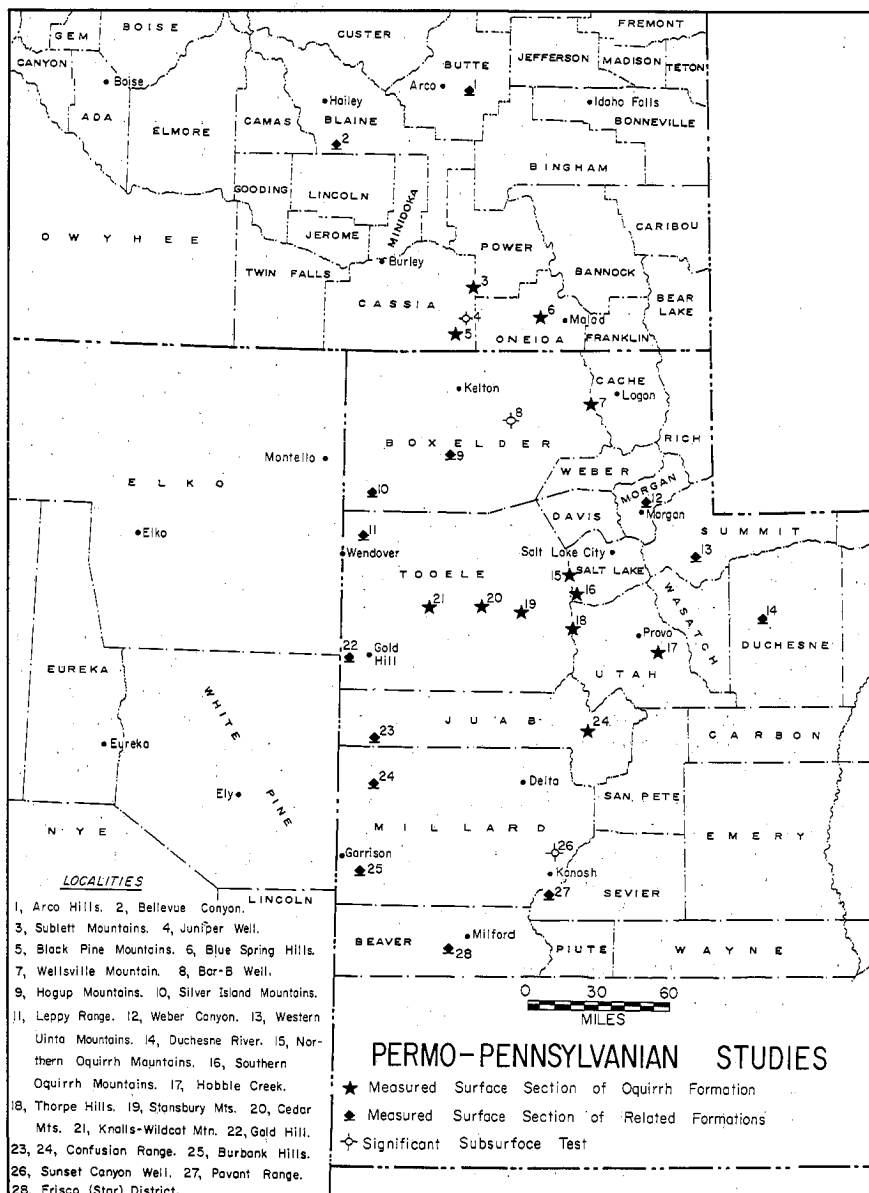 GEM
BOISE
CUSTER
FREMONT
CANYON
Boise
BUTTE
Arco
1
JEFFERSON
MADISON
TETON
ADA
ELMORE
CAMAS
Hailey
BLAINE
2
Idaho Falls
BONNEVILLE
BINGHAM
GOODING
LINCOLN
MINIDOKA
JEROME
OWYHEE
TWIN FALLS
Burley
CASSIA
POWER
CARIBOU
BANNOCK
BEAR LAKE
3
4
5
6
Malad
ONEIDA
FRANKLIN
Kelton
8
CACHE
Logan
7
RICH
BOXELDER
9
Montello
ELKO
10
WEBER
MORGAN
12
Morgan
DAVIS
SUMMIT
13
Elko
11
Wendover
TOOELE
Salt Lake City
15
SALT LAKE
16
21
20
19
18
WASATCH
14
DUCHESNE
Provo
17
UTAH
22
Gold Hill
EUREKA
WHITE PINE
JUAB
23
24
CARBON
Eureka
Ely
24
Delta
SAN PETE
EMERY
MILLARD
NYE
Garrison
25
26
Kanosh
27
SEVIER
LINCOLN
BEAVER
Milford
28
PIUTE
WAYNE
LOCALITIES
1, Arco Hills. 2, Bellevue Canyon.
3, Sublett Mountains. 4, Juniper Well.
5, Black Pine Mountains. 6, Blue Spring Hills.
7, Wellsville Mountain. 8, Bar-B Well.
9, Hogup Mountains. 10, Silver Island Mountains.
11, Leppy Range. 12, Weber Canyon. 13, Western
Uinta Mountains. 14, Duchesne River. 15, Nor-
thern Oquirrh Mountains. 16, Southern
Oquirrh Mountains. 17, Hobble Creek.
18, Thorpe Hills. 19, Stansbury Mts. 20, Cedar
Mts. 21, Knolls-Wildcat Mtn. 22, Gold Hill.
23, 24, Confusion Range. 25, Burbank Hills.
26, Sunset Canyon Well. 27, Pavant Range.
28, Frisco (Star) District.
0 30 60
MILES
PERMO-PENNSYLVANIAN STUDIES
Measured Surface Section of Oquirrh Formation
Measured Surface Section of Related Formations
Significant Subsurface Test